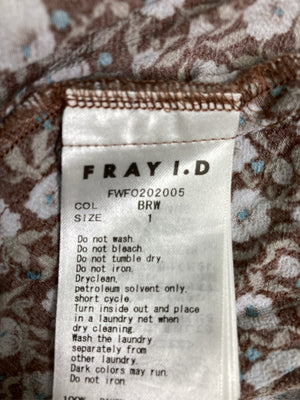 FRAY I.D
FWFO202005
COL BRW
SIZE 1
Do not wash.
Do not bleach.
Do not tumble dry.
Do not iron.
Dryclean,
petroleum solvent only,
short cycle.
Turn inside out and place
in a laundry net when
dry cleaning.
Wash the laundry
separately from
other laundry.
Dark colors may run.
Do not iron
100%